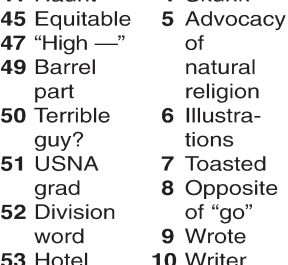 45 Equitable
47 “High —”
49 Barrel
part
50 Terrible
guy?
51 USNA
grad
52 Division
word
53 Hotel
5 Advocacy
of
natural
religion
6 Illustra-
tions
7 Toasted
8 Opposite
of “go”
9 Wrote
10 Writer